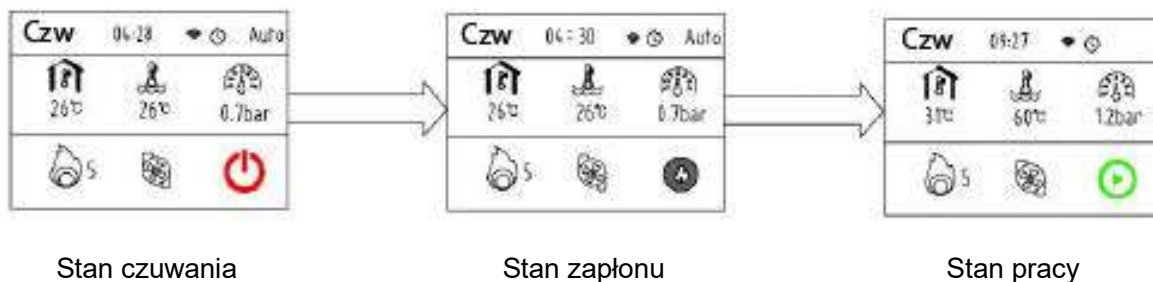 Czw 04:28 Auto
26℃ 26℃ 0.7bar
5
Stan czuwania
Czw 04:30 Auto
26℃ 26℃ 0.7bar
5 A
Stan zapłonu
Czw 09:27
31℃ 60℃ 1.2bar
5
Stan pracy